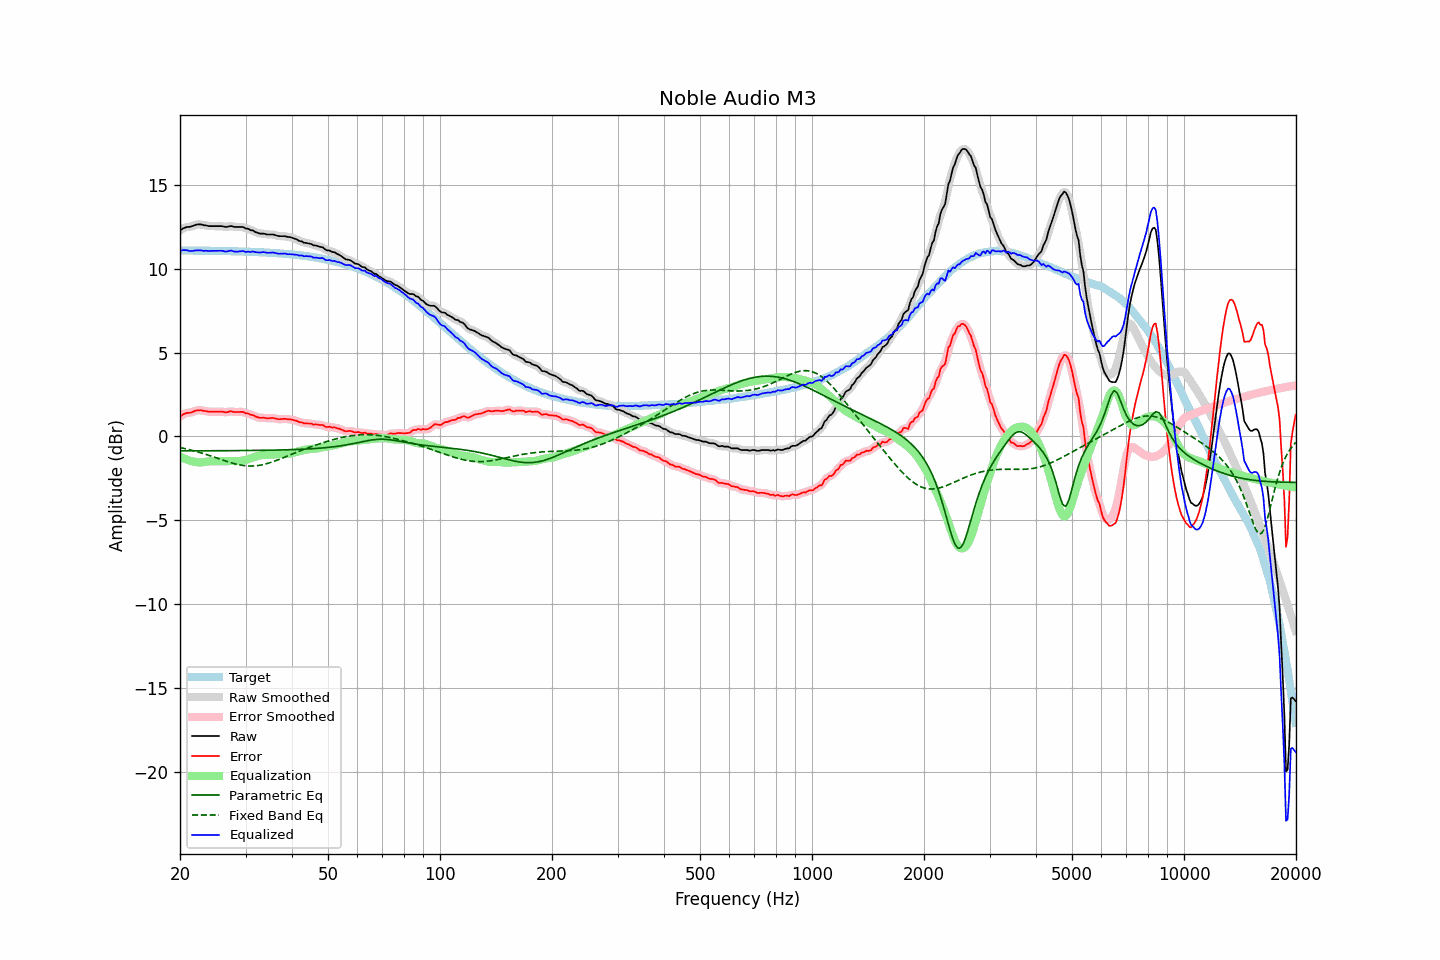 Noble Audio M3
Amplitude (dBr)
15
10
5
0
−5
−10
−15
−20
Target
Raw Smoothed
Error Smoothed
Raw
Error
Equalization
Parametric Eq
Fixed Band Eq
Equalized
20 50 100 200 500 1000 2000 5000 10000 20000
Frequency (Hz)